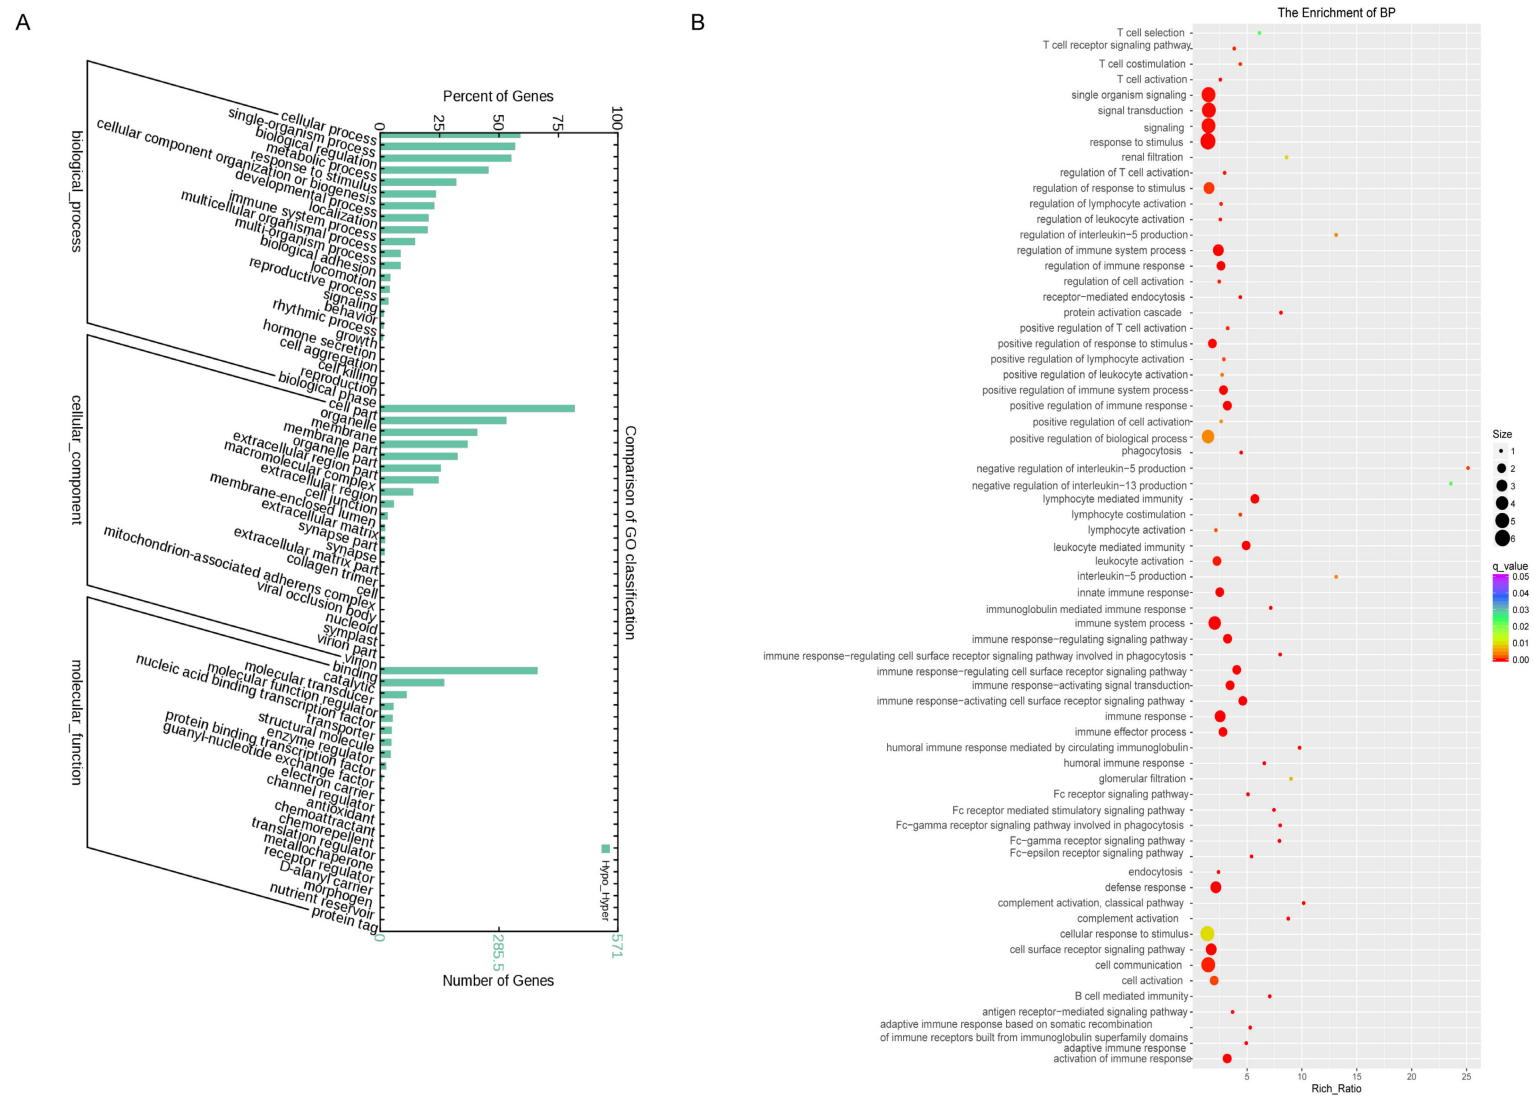 A
Percent of Genes
0
25
50
75
100
biological_process
cellular process
single-organism process
biological regulation
metabolic process
response to stimulus
cellular component organization or biogenesis
developmental process
localization
immune system process
multicellular organismal process
multi-organism process
biological adhesion
locomotion
reproductive process
signaling
behavior
rhythmic process
growth
hormone secretion
cell aggregation
cell killing
reproduction
biological phase
cellular_component
cell part
organelle
membrane
membrane part
organelle part
extracellular region part
macromolecular complex
extracellular region
cell junction
membrane-enclosed lumen
extracellular matrix
synapse part
synapse
extracellular matrix part
collagen trimer
cell
mitochondrion-associated adherens complex
viral occlusion body
nucleoid
symplast
virion part
virion
molecular_function
binding
catalytic
molecular transducer
molecular function regulator
nucleic acid binding transcription factor
transporter
structural molecule
enzyme regulator
protein binding transcription factor
guanyl-nucleotide exchange factor
electron carrier
channel regulator
antioxidant
chemoattractant
chemorepellent
translation regulator
metallochaperone
receptor regulator
D-alanyl carrier
morphogen
nutrient reservoir
protein tag
Comparison of GO classification
Hypo_Hyper
0
285.5
571
Number of Genes
B
The Enrichment of BP
T cell selection
T cell receptor signaling pathway
T cell costimulation
T cell activation
single organism signaling
signal transduction
signaling
response to stimulus
renal filtration
regulation of T cell activation
regulation of response to stimulus
regulation of lymphocyte activation
regulation of leukocyte activation
regulation of interleukin−5 production
regulation of immune system process
regulation of immune response
regulation of cell activation
receptor−mediated endocytosis
protein activation cascade
positive regulation of T cell activation
positive regulation of response to stimulus
positive regulation of lymphocyte activation
positive regulation of leukocyte activation
positive regulation of immune system process
positive regulation of immune response
positive regulation of cell activation
positive regulation of biological process
phagocytosis
negative regulation of interleukin−5 production
negative regulation of interleukin−13 production
lymphocyte mediated immunity
lymphocyte costimulation
lymphocyte activation
leukocyte mediated immunity
leukocyte activation
interleukin−5 production
innate immune response
immunoglobulin mediated immune response
immune system process
immune response−regulating signaling pathway
immune response−regulating cell surface receptor signaling pathway involved in phagocytosis
immune response−regulating cell surface receptor signaling pathway
immune response−activating signal transduction
immune response−activating cell surface receptor signaling pathway
immune response
immune effector process
humoral immune response mediated by circulating immunoglobulin
humoral immune response
glomerular filtration
Fc receptor signaling pathway
Fc receptor mediated stimulatory signaling pathway
Fc−gamma receptor signaling pathway involved in phagocytosis
Fc−gamma receptor signaling pathway
Fc−epsilon receptor signaling pathway
endocytosis
defense response
complement activation, classical pathway
complement activation
cellular response to stimulus
cell surface receptor signaling pathway
cell communication
cell activation
B cell mediated immunity
antigen receptor−mediated signaling pathway
adaptive immune response based on somatic recombination
of immune receptors built from immunoglobulin superfamily domains
adaptive immune response
activation of immune response
5
10
15
20
25
Rich_Ratio
Size
1
2
3
4
5
6
q_value
0.05
0.04
0.03
0.02
0.01
0.00